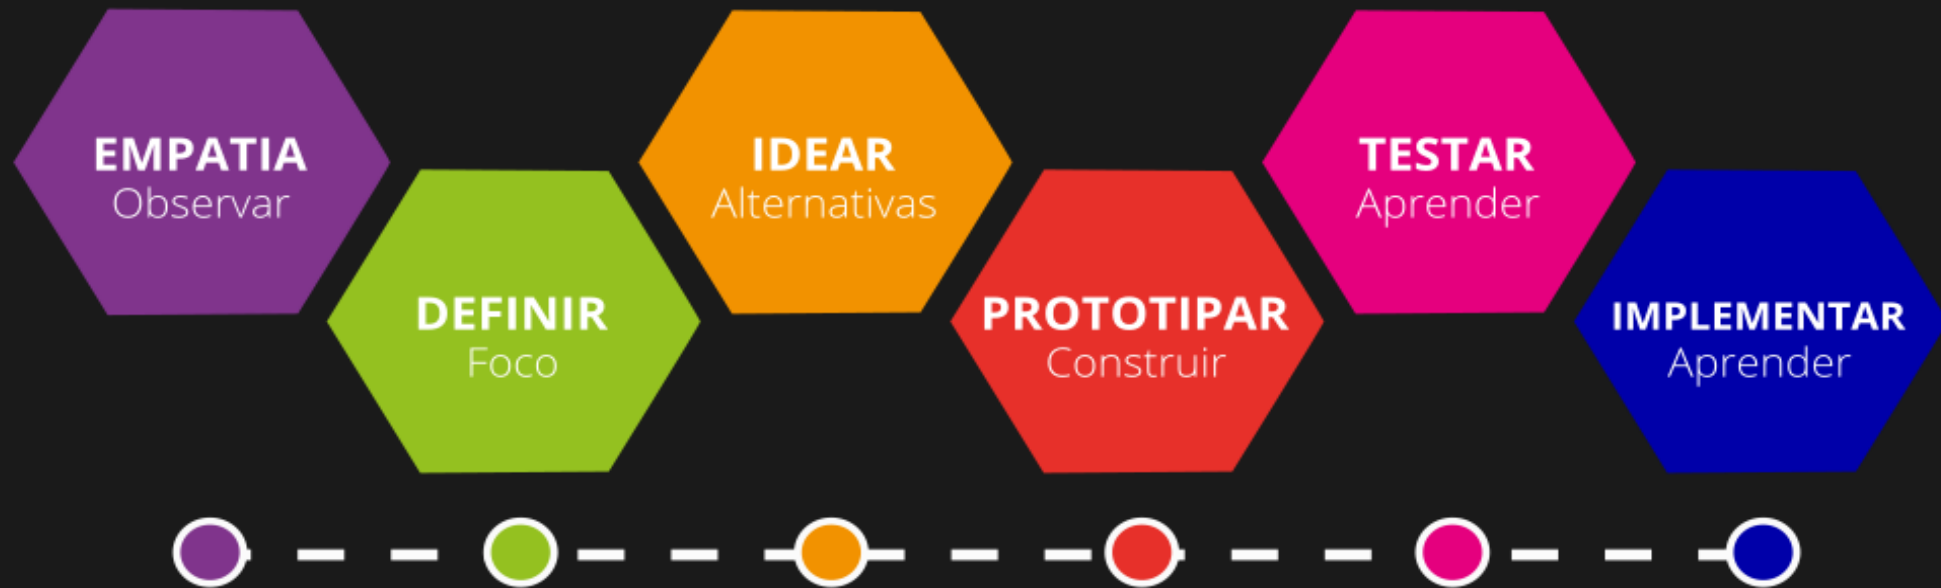 EMPATIA
Observar
DEFINIR
Foco
IDEAR
Alternativas
PROTOTIPAR
Construir
TESTAR
Aprender
IMPLEMENTAR
Aprender